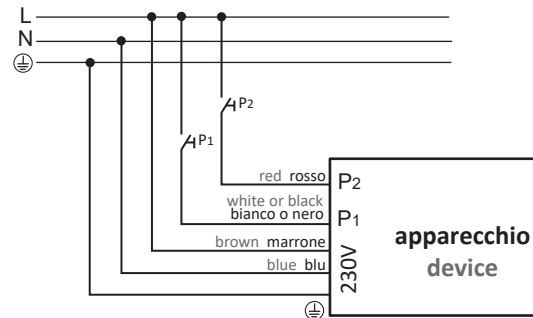 L
N
P2
P1
red rosso
P2
white or black
bianco o nero
P1
brown marrone
blue blu
230V
apparecchio
device